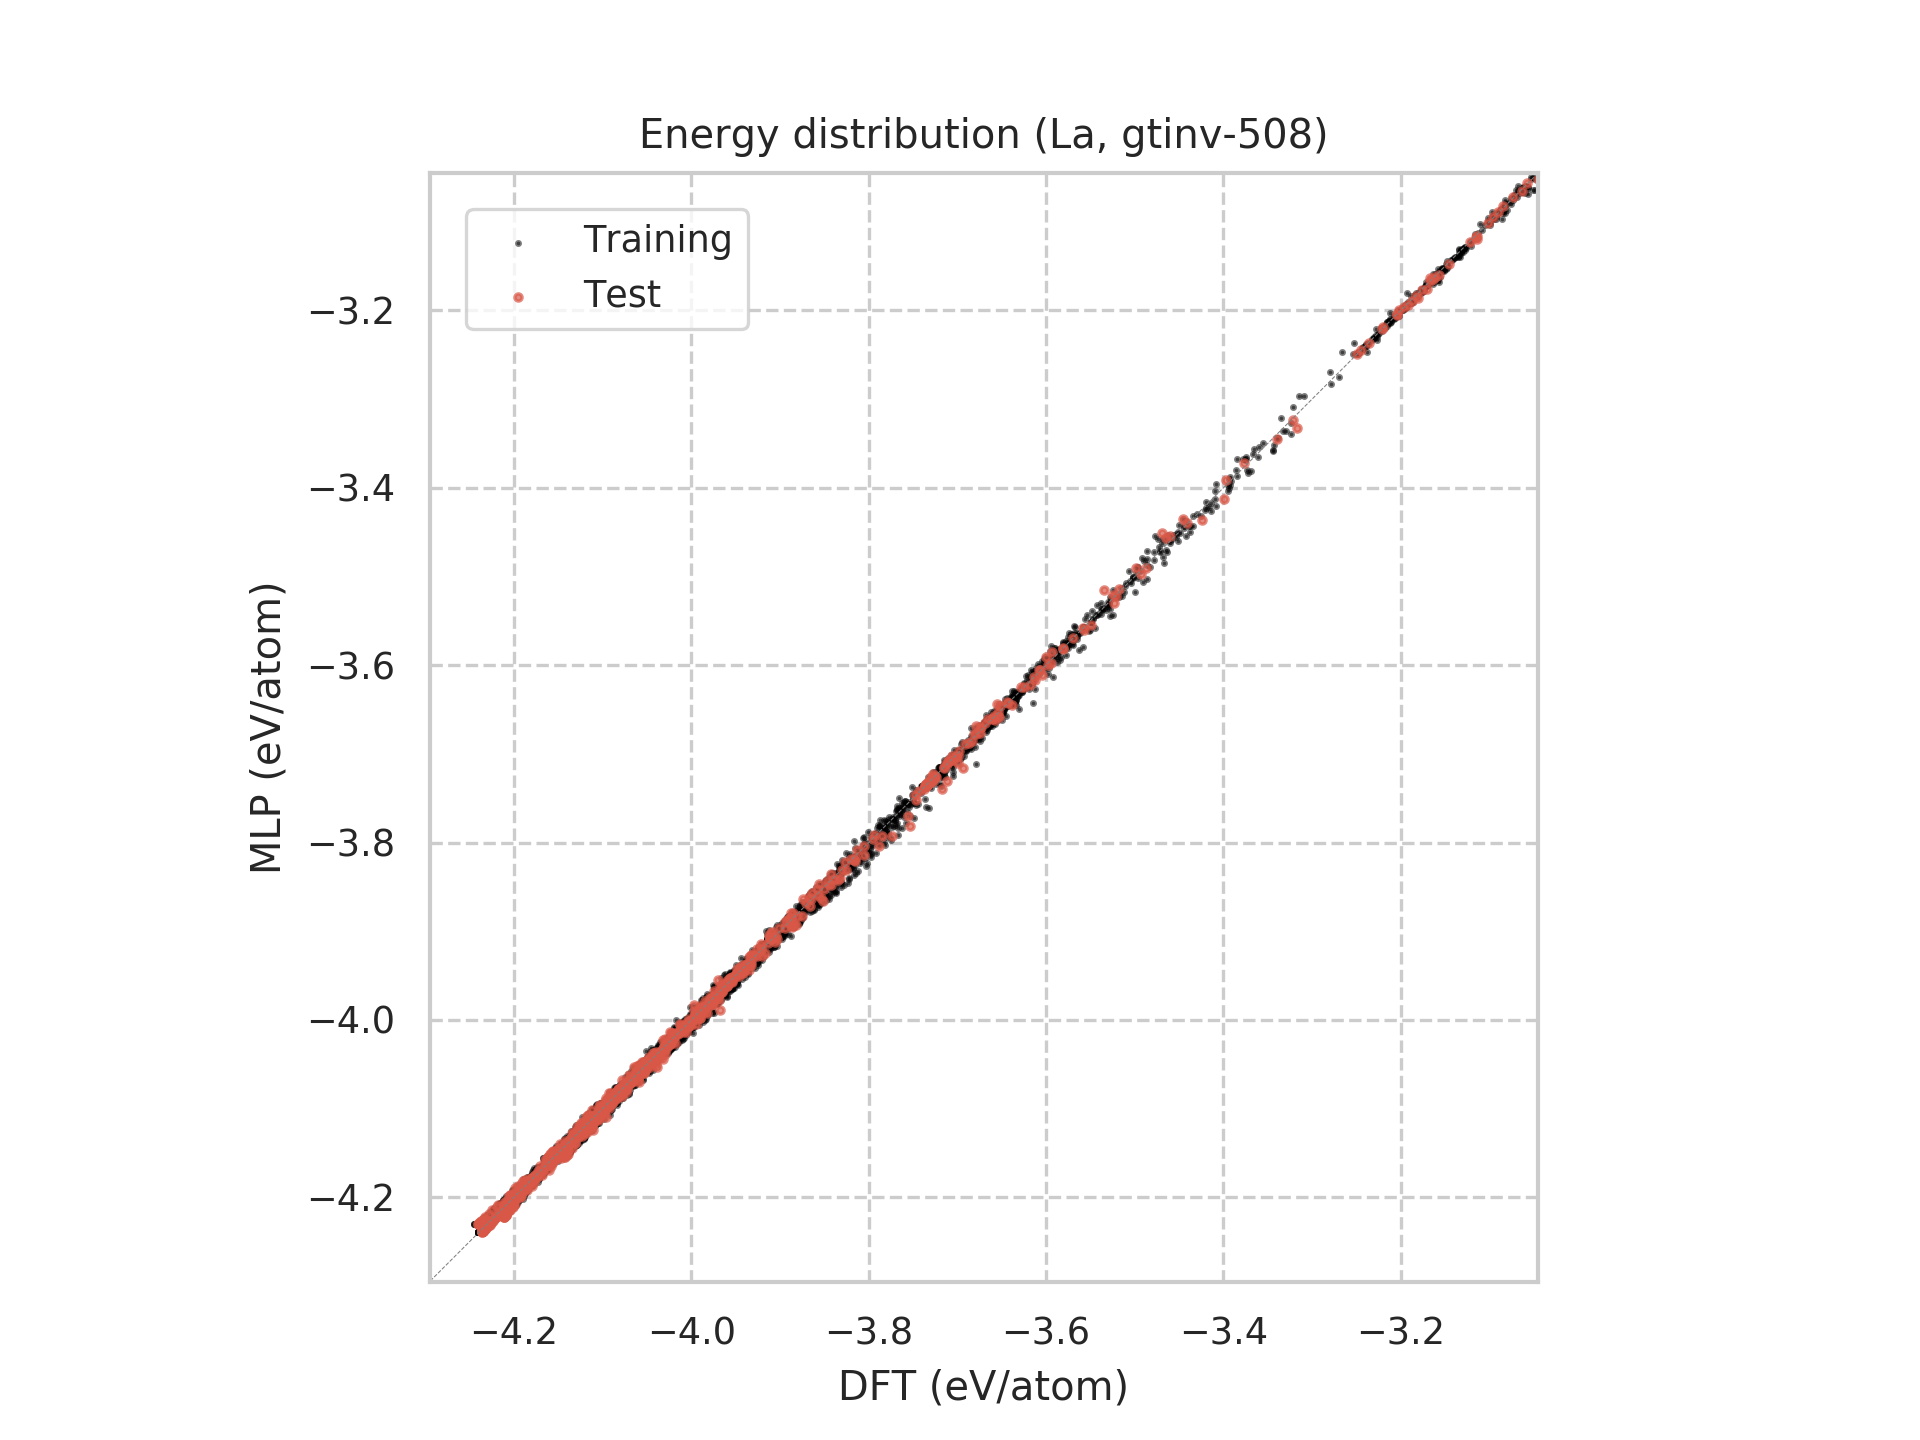 Energy distribution (La, gtinv-508)
Training
Test
MLP (eV/atom)
−3.2
−3.4
−3.6
−3.8
−4.0
−4.2
−4.2 −4.0 −3.8 −3.6 −3.4 −3.2
DFT (eV/atom)